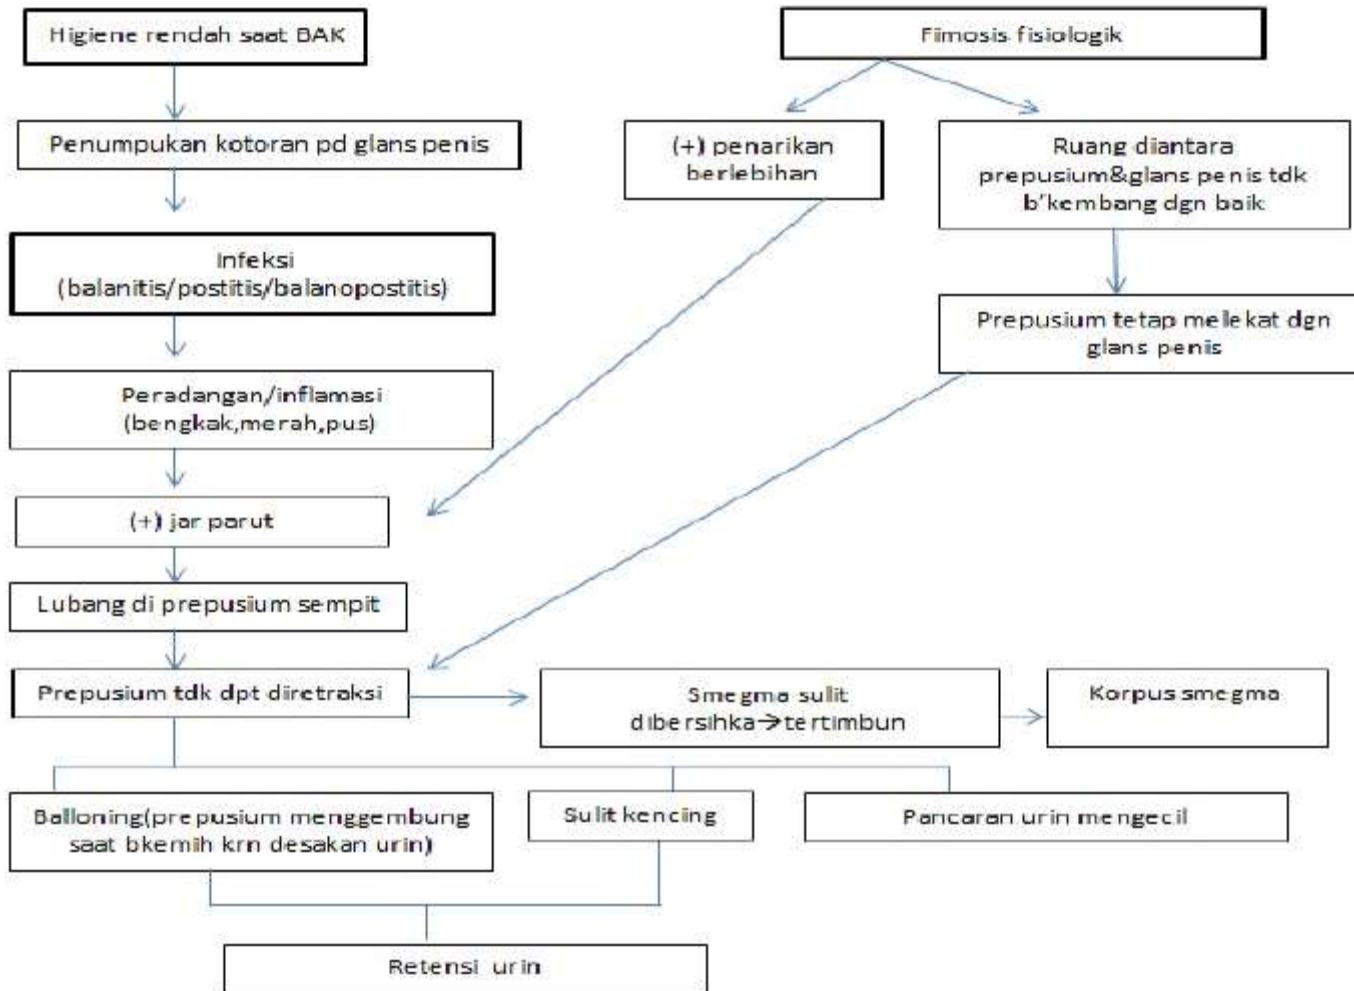 Higiene rendah saat BAK
Fimosis fisiologik
Penumpukan kotoran pd glans penis
(+) penarikan
berlebihan
Ruang diantara
prepusium&glans penis tdk
b'kembang dgn baik
Infeksi
(balanitis/postitis/balanopostitis)
Prepusium tetap melekat dgn
glans penis
Peradangan/inflamasi
(bengkak,merah,pus)
(+) jar parut
Lubang di prepusium sempit
Prepusium tdk dpt diretraksi
Smegma sulit
dibersihka→tertimbun
Korpus smegma
Balloning(prepusium menggembung
saat bkemih krn desakan urin)
Sulit kencing
Pancaran urin mengecil
Retensi urin